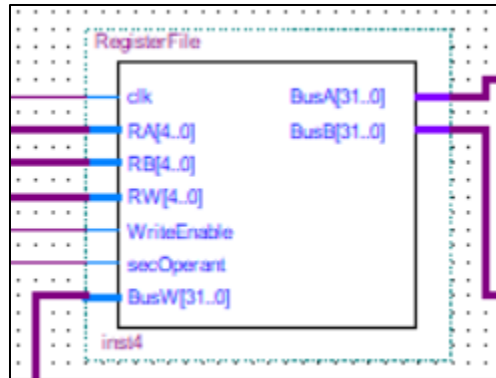 RegisterFile
clk
BusA[31..0]
RA[4..0]
BusB[31..0]
RB[4..0]
RW[4..0]
WriteEnable
secOperant
BusW[31..0]
inst4